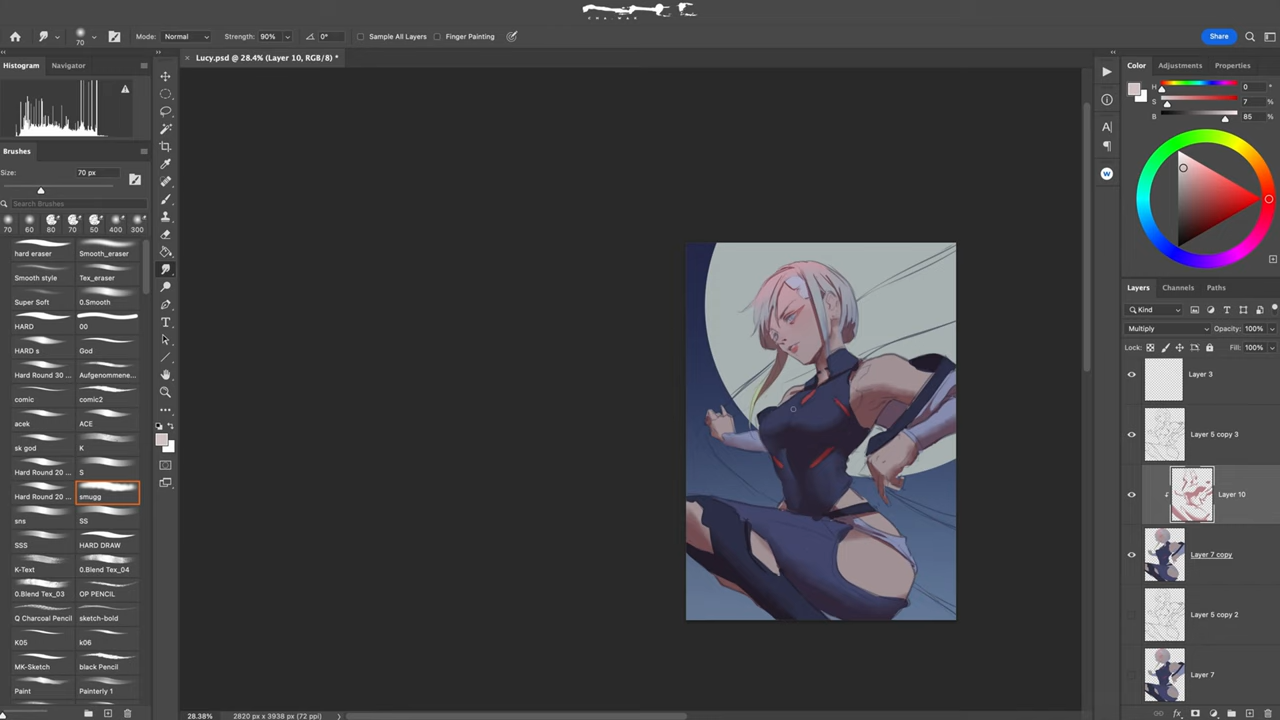 CHA.WAK
70
Mode: Normal
Strength: 90%
0°
Sample All Layers
Finger Painting
Share
Histogram
Navigator
× Lucy.psd @ 28.4% (Layer 10, RGB/8) *
Brushes
Size:
70 px
Search Brushes
70 60 80 70 50 400 300
hard eraser
Smooth_eraser
Smooth style
Tex_eraser
Super Soft
0.Smooth
HARD
00
HARD s
God
Hard Round 30 ...
Aufgenommene...
comic
comic2
acek
ACE
sk god
K
Hard Round 20 ...
S
Hard Round 20 ...
smugg
sns
SS
SSS
HARD DRAW
K-Text
0.Blend Tex_04
0.Blend Tex_03
OP PENCIL
Q Charcoal Pencil
sketch-bold
K05
k06
MK-Sketch
black Pencil
Paint
Painterly 1
28.38%
2820 px x 3938 px (72 ppi)
Color
Adjustments
Properties
H
0
°
S
7
%
B
85
%
Layers
Channels
Paths
Kind
Multiply
Opacity: 100%
Lock:
Fill: 100%
Layer 3
Layer 5 copy 3
Layer 10
Layer 7 copy
Layer 5 copy 2
Layer 7